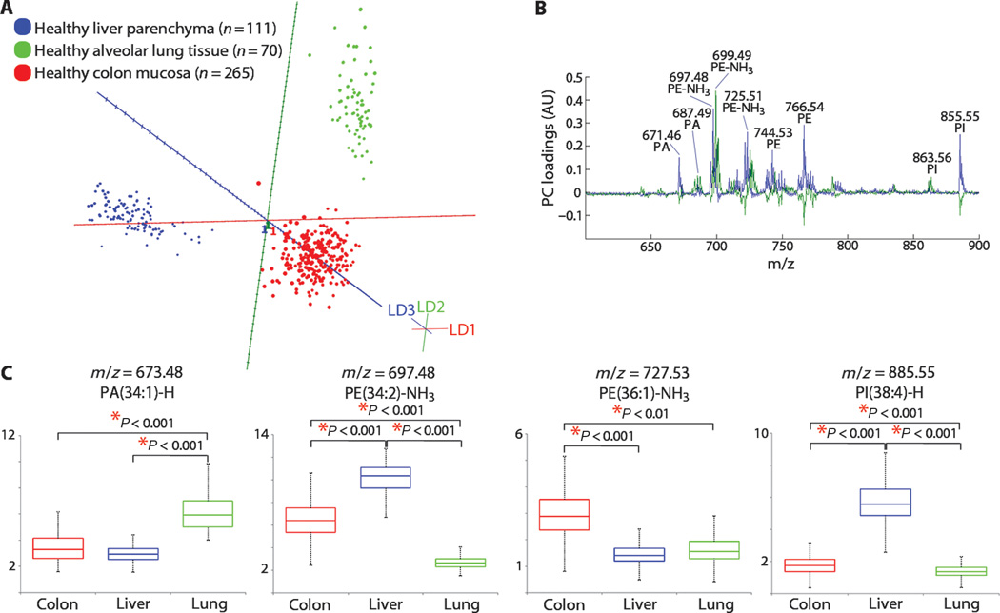 A
Healthy liver parenchyma (n = 111)
Healthy alveolar lung tissue (n = 70)
Healthy colon mucosa (n = 265)
LD3
LD2
LD1
B
PC loadings (AU)
0.5
0.4
0.3
0.2
0.1
0
−0.1
671.46
PA
687.49
PA
697.48
PE-NH3
699.49
PE-NH3
725.51
PE-NH3
744.53
PE
766.54
PE
863.56
PI
855.55
PI
650
700
750
800
850
900
m/z
C
m/z = 673.48
PA(34:1)-H
*P < 0.001
*P < 0.001
12
2
Colon
Liver
Lung
m/z = 697.48
PE(34:2)-NH3
*P < 0.001
*P < 0.001
*P < 0.001
14
2
Colon
Liver
Lung
m/z = 727.53
PE(36:1)-NH3
*P < 0.01
*P < 0.001
6
1
Colon
Liver
Lung
m/z = 885.55
PI(38:4)-H
*P < 0.001
*P < 0.001
*P < 0.001
10
2
Colon
Liver
Lung